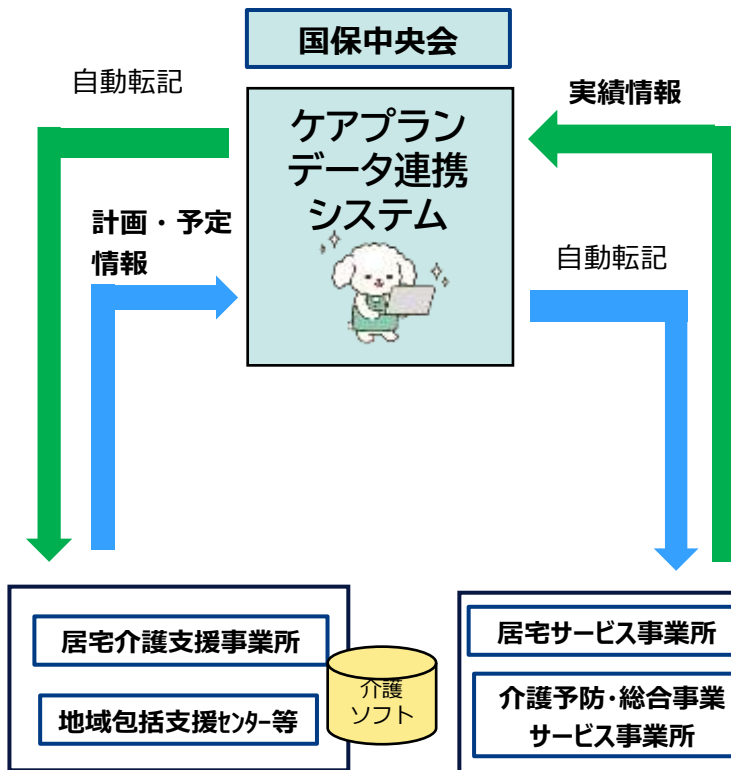 国保中央会
自動転記
実績情報
ケアプラン
データ連携
システム
計画・予定
情報
自動転記
居宅介護支援事業所
地域包括支援ｾﾝﾀｰ等
介護
ソフト
居宅サービス事業所
介護予防・総合事業
サービス事業所